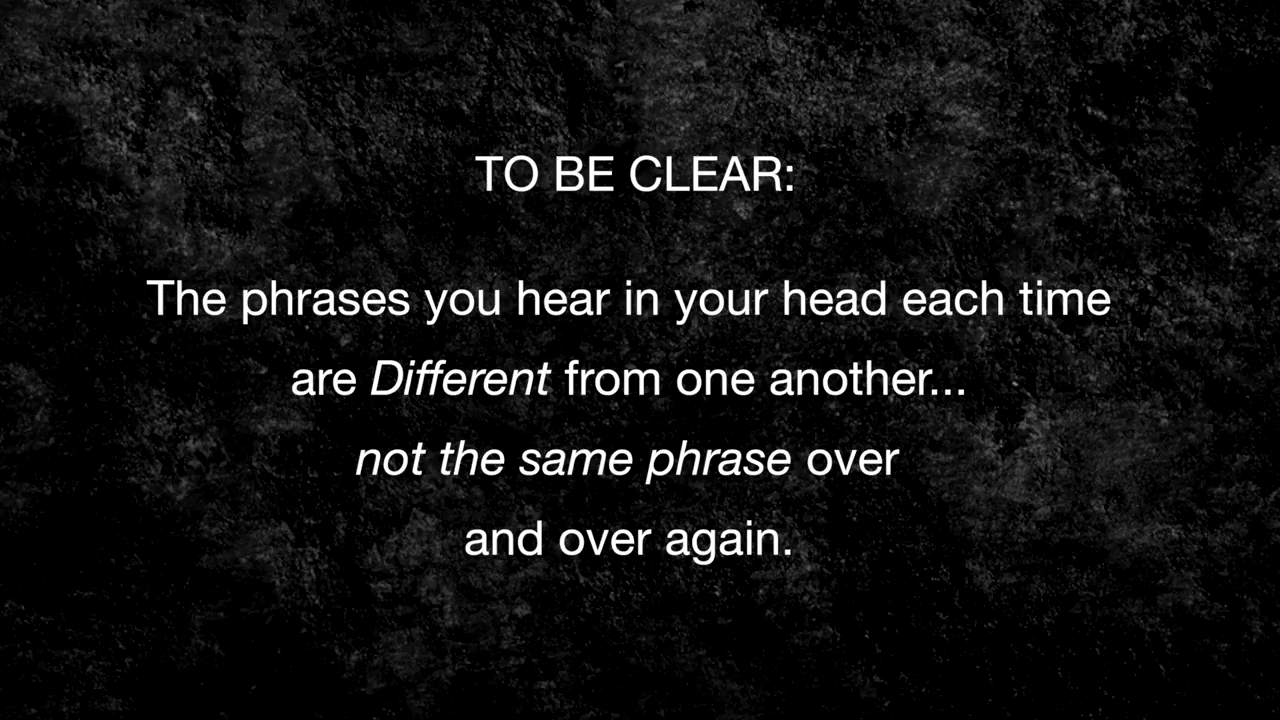 TO BE CLEAR:
The phrases you hear in your head each time
are Different from one another...
not the same phrase over
and over again.